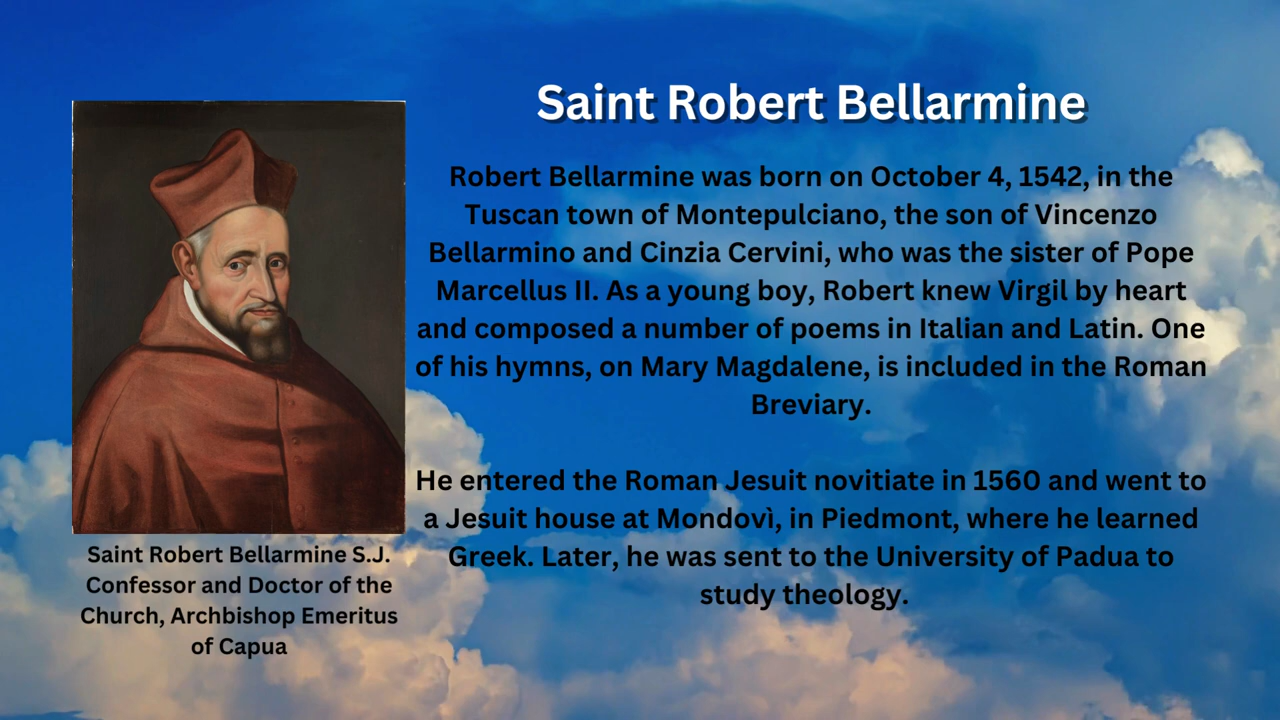 Saint Robert Bellarmine
Robert Bellarmine was born on October 4, 1542, in the
Tuscan town of Montepulciano, the son of Vincenzo
Bellarmino and Cinzia Cervini, who was the sister of Pope
Marcellus II. As a young boy, Robert knew Virgil by heart
and composed a number of poems in Italian and Latin. One
of his hymns, on Mary Magdalene, is included in the Roman
Breviary.
He entered the Roman Jesuit novitiate in 1560 and went to
a Jesuit house at Mondovì, in Piedmont, where he learned
Greek. Later, he was sent to the University of Padua to
study theology.
Saint Robert Bellarmine S.J.
Confessor and Doctor of the
Church, Archbishop Emeritus
of Capua